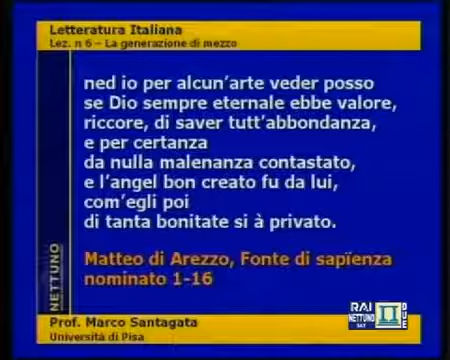 Letteratura Italiana
Lez. n 6 – La generazione di mezzo
ned io per alcun'arte veder posso
se Dio sempre eternale ebbe valore,
riccore, di saver tutt'abbondanza,
e per certanza
da nulla malenanza contastato,
e l'angel bon creato fu da lui,
com'egli poi
di tanta bonitate si à privato.
Matteo di Arezzo, Fonte di sapïenza
nominato 1-16
NETTUNO
RAI
NETTUNO
SAT
DUE
Prof. Marco Santagata
Università di Pisa